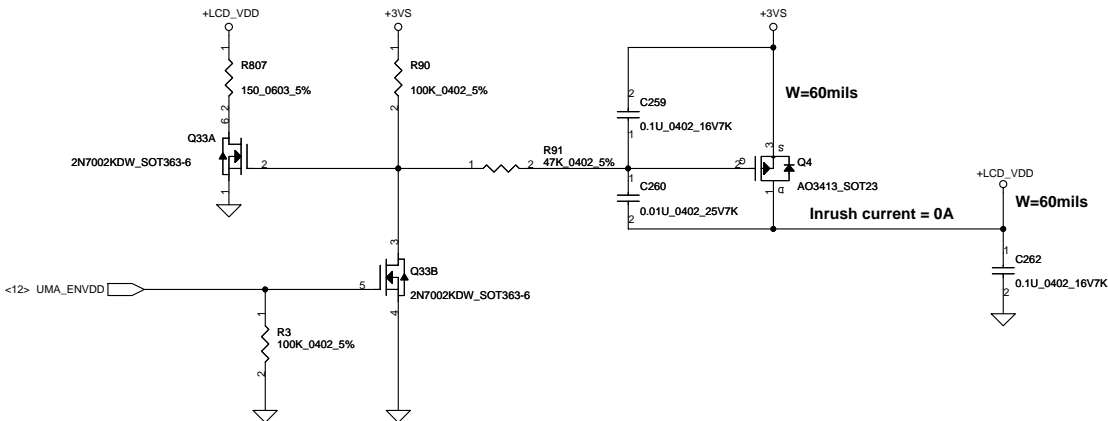 +LCD_VDD
+3VS
+3VS
1
R807
150_0603_5%
2
1
R90
100K_0402_5%
2
2
C259
0.1U_0402_16V7K
1
W=60mils
6
Q33A
2N7002KDW_SOT363-6
2
1
1
R91
47K_0402_5%
2
2
G
3
S
Q4
AO3413_SOT23
1
D
1
C260
0.01U_0402_25V7K
2
Inrush current = 0A
+LCD_VDD
W=60mils
1
C262
0.1U_0402_16V7K
2
3
Q33B
2N7002KDW_SOT363-6
5
4
<12> UMA_ENVDD
1
R3
100K_0402_5%
2